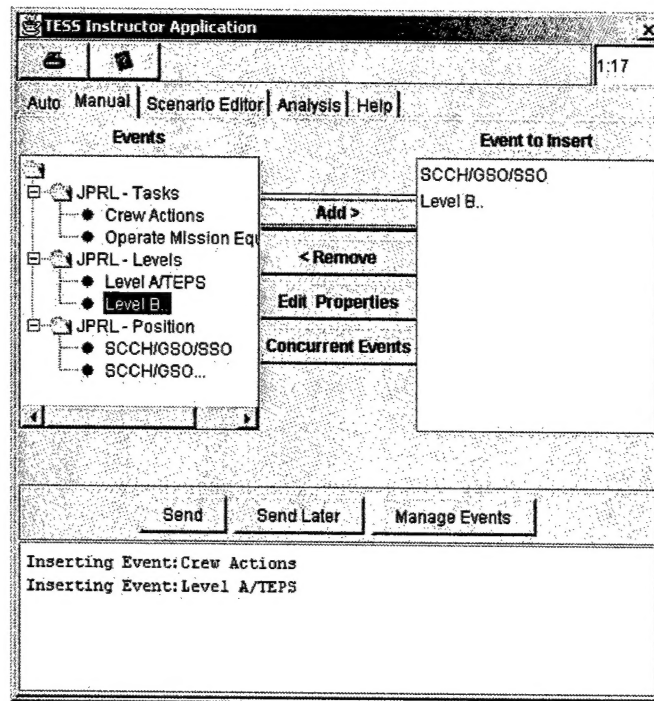 TESS Instructor Application
x
1:17
Auto Manual Scenario Editor Analysis Help
Events
Event to Insert
JPRL - Tasks
Crew Actions
Operate Mission Equ
JPRL - Levels
Level A/TEPS
Level B..
JPRL - Position
SCCH/GSO/SSO
SCCH/GSO...
Add >
< Remove
Edit Properties
Concurrent Events
SCCH/GSO/SSO
Level B..
Send Send Later Manage Events
Inserting Event:Crew Actions
Inserting Event:Level A/TEPS